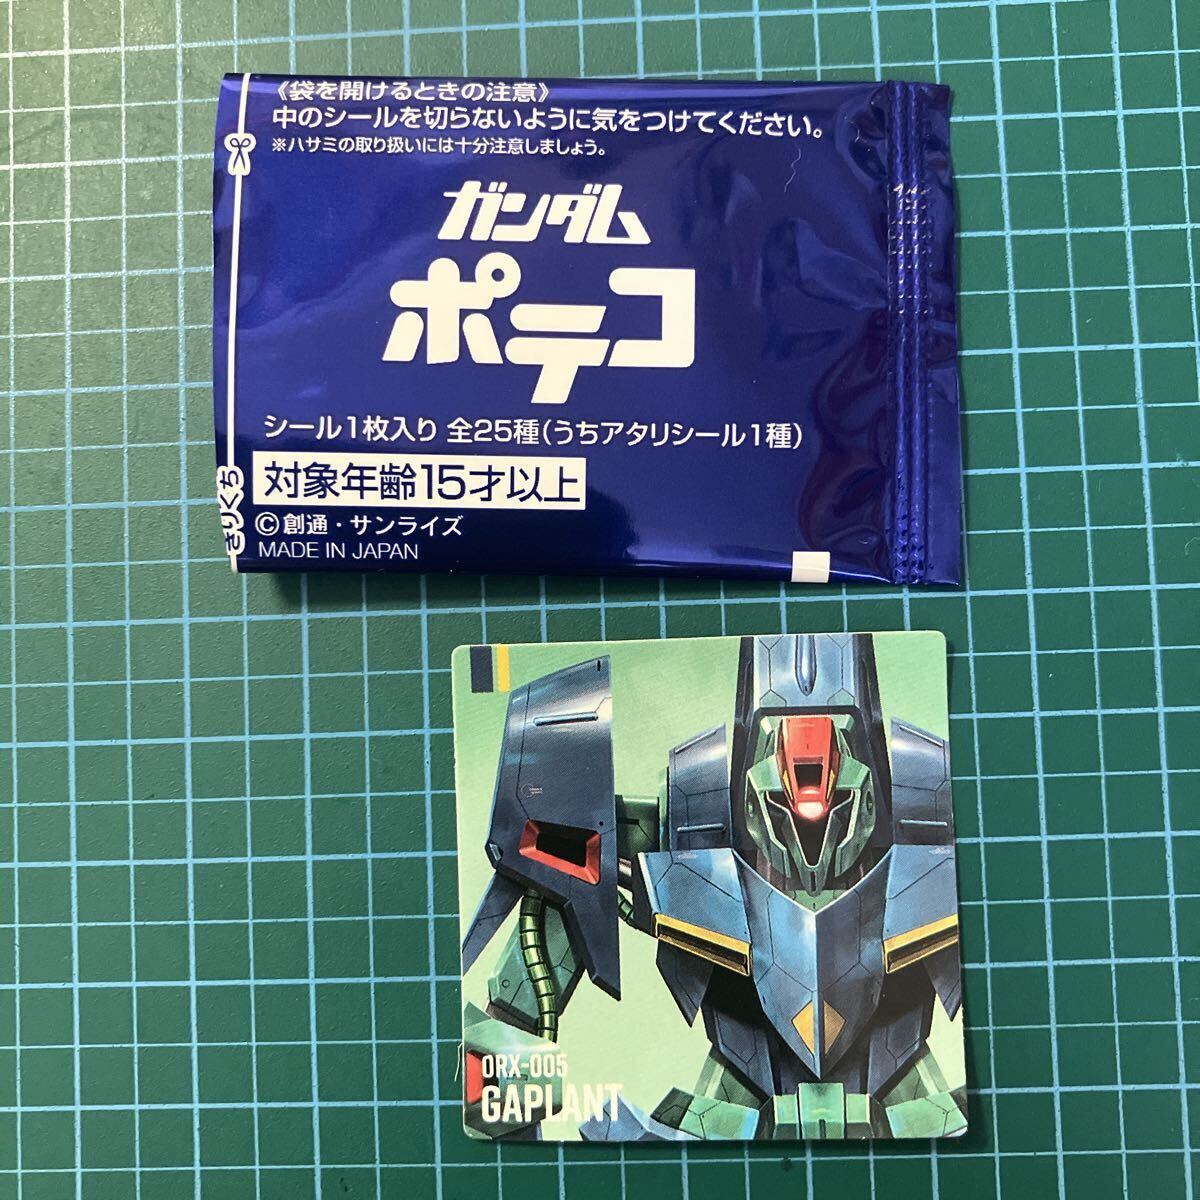 《袋を開けるときの注意》
中のシールを切らないように気をつけてください。
※ハサミの取り扱いには十分注意しましょう。
ガンダム
ポテコ
シール1枚入り 全25種(うちアタリシール1種)
対象年齢15才以上
きりくち
©創通・サンライズ
MADE IN JAPAN
ORX-005
GAPLANT